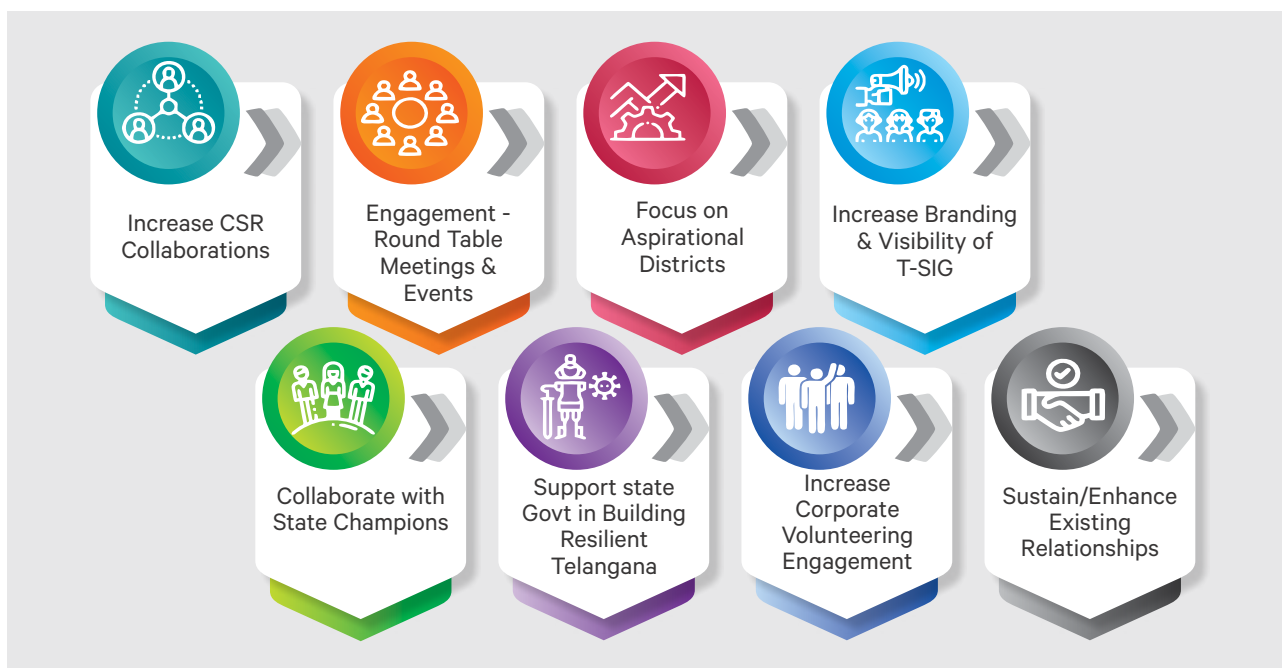 Increase CSR
Collaborations
Engagement -
Round Table
Meetings &
Events
Focus on
Aspirational
Districts
Increase Branding
& Visibility of
T-SIG
Collaborate with
State Champions
Support state
Govt in Building
Resilient
Telangana
Increase
Corporate
Volunteering
Engagement
Sustain/Enhance
Existing
Relationships